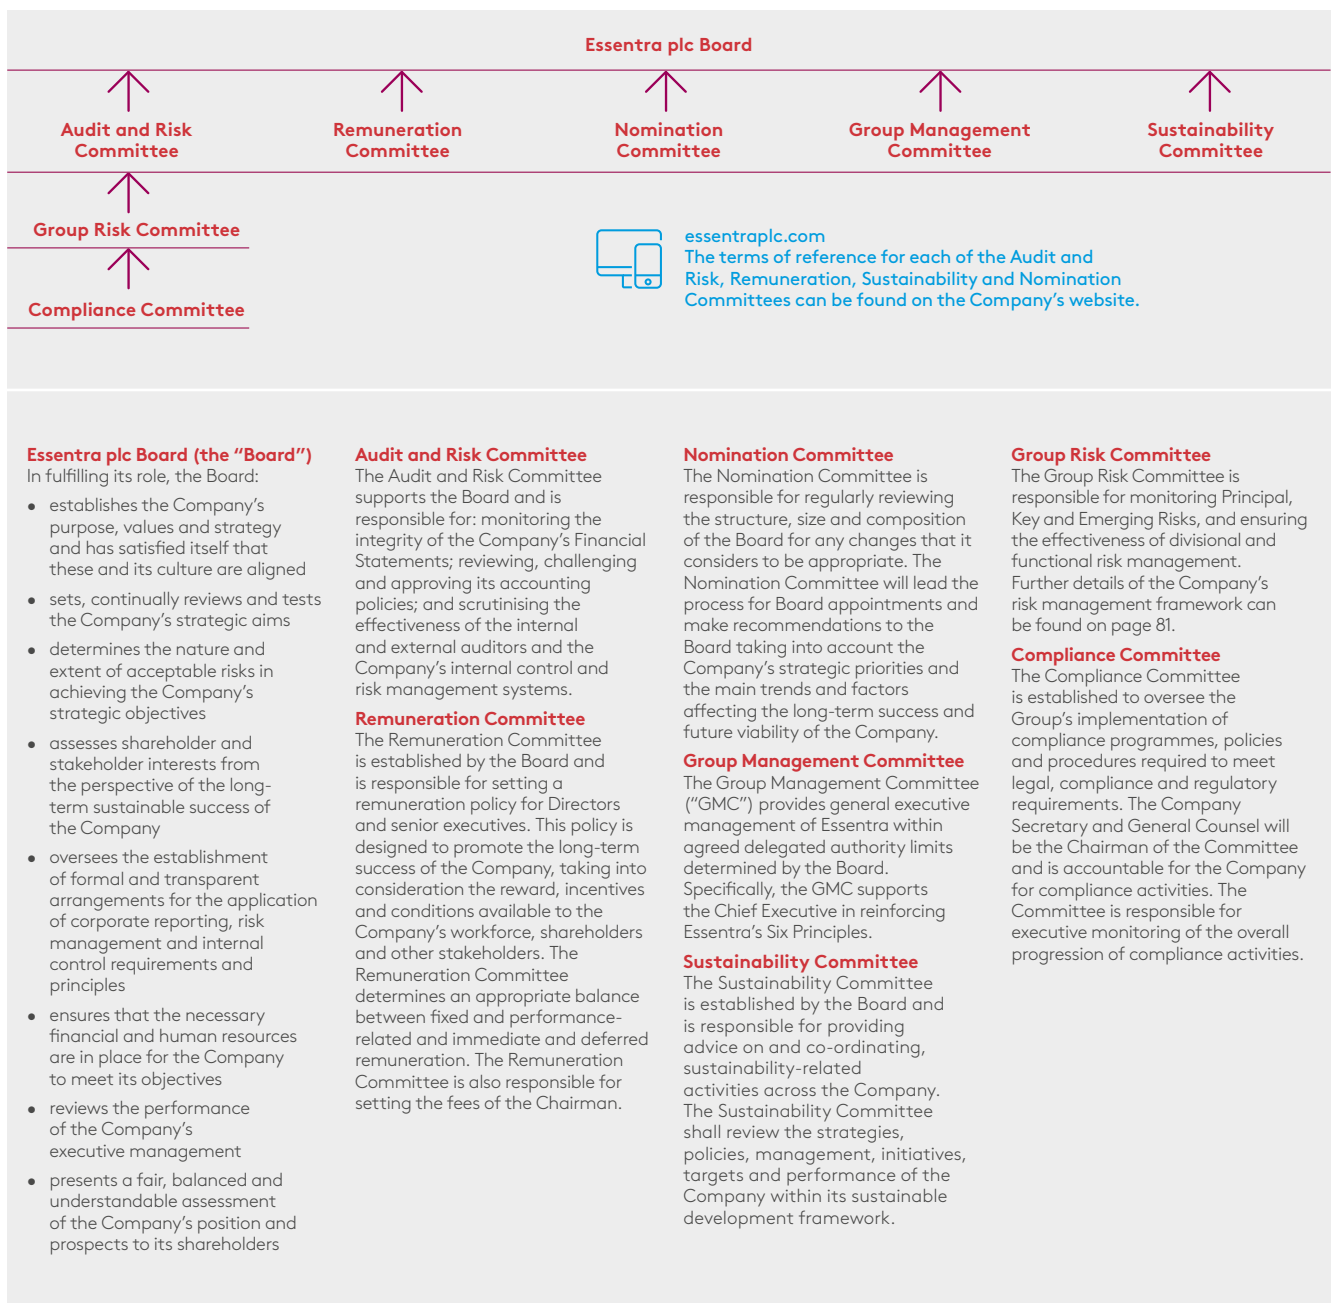 Essentra plc Board
Audit and Risk
Committee
Remuneration
Committee
Nomination
Committee
Group Management
Committee
Sustainability
Committee
Group Risk Committee
Compliance Committee
essentraplc.com
The terms of reference for each of the Audit and
Risk, Remuneration, Sustainability and Nomination
Committees can be found on the Company’s website.
Essentra plc Board (the “Board”)
In fulfilling its role, the Board:
• establishes the Company’s
purpose, values and strategy
and has satisfied itself that
these and its culture are aligned
• sets, continually reviews and tests
the Company’s strategic aims
• determines the nature and
extent of acceptable risks in
achieving the Company’s
strategic objectives
• assesses shareholder and
stakeholder interests from
the perspective of the long-
term sustainable success of
the Company
• oversees the establishment
of formal and transparent
arrangements for the application
of corporate reporting, risk
management and internal
control requirements and
principles
• ensures that the necessary
financial and human resources
are in place for the Company
to meet its objectives
• reviews the performance
of the Company’s
executive management
• presents a fair, balanced and
understandable assessment
of the Company’s position and
prospects to its shareholders
Audit and Risk Committee
The Audit and Risk Committee
supports the Board and is
responsible for: monitoring the
integrity of the Company’s Financial
Statements; reviewing, challenging
and approving its accounting
policies; and scrutinising the
effectiveness of the internal
and external auditors and the
Company’s internal control and
risk management systems.
Remuneration Committee
The Remuneration Committee
is established by the Board and
is responsible for setting a
remuneration policy for Directors
and senior executives. This policy is
designed to promote the long-term
success of the Company, taking into
consideration the reward, incentives
and conditions available to the
Company’s workforce, shareholders
and other stakeholders. The
Remuneration Committee
determines an appropriate balance
between fixed and performance-
related and immediate and deferred
remuneration. The Remuneration
Committee is also responsible for
setting the fees of the Chairman.
Nomination Committee
The Nomination Committee is
responsible for regularly reviewing
the structure, size and composition
of the Board for any changes that it
considers to be appropriate. The
Nomination Committee will lead the
process for Board appointments and
make recommendations to the
Board taking into account the
Company’s strategic priorities and
the main trends and factors
affecting the long-term success and
future viability of the Company.
Group Management Committee
The Group Management Committee
(“GMC”) provides general executive
management of Essentra within
agreed delegated authority limits
determined by the Board.
Specifically, the GMC supports
the Chief Executive in reinforcing
Essentra’s Six Principles.
Sustainability Committee
The Sustainability Committee
is established by the Board and
is responsible for providing
advice on and co-ordinating,
sustainability-related
activities across the Company.
The Sustainability Committee
shall review the strategies,
policies, management, initiatives,
targets and performance of the
Company within its sustainable
development framework.
Group Risk Committee
The Group Risk Committee is
responsible for monitoring Principal,
Key and Emerging Risks, and ensuring
the effectiveness of divisional and
functional risk management.
Further details of the Company’s
risk management framework can
be found on page 81.
Compliance Committee
The Compliance Committee
is established to oversee the
Group’s implementation of
compliance programmes, policies
and procedures required to meet
legal, compliance and regulatory
requirements. The Company
Secretary and General Counsel will
be the Chairman of the Committee
and is accountable for the Company
for compliance activities. The
Committee is responsible for
executive monitoring of the overall
progression of compliance activities.